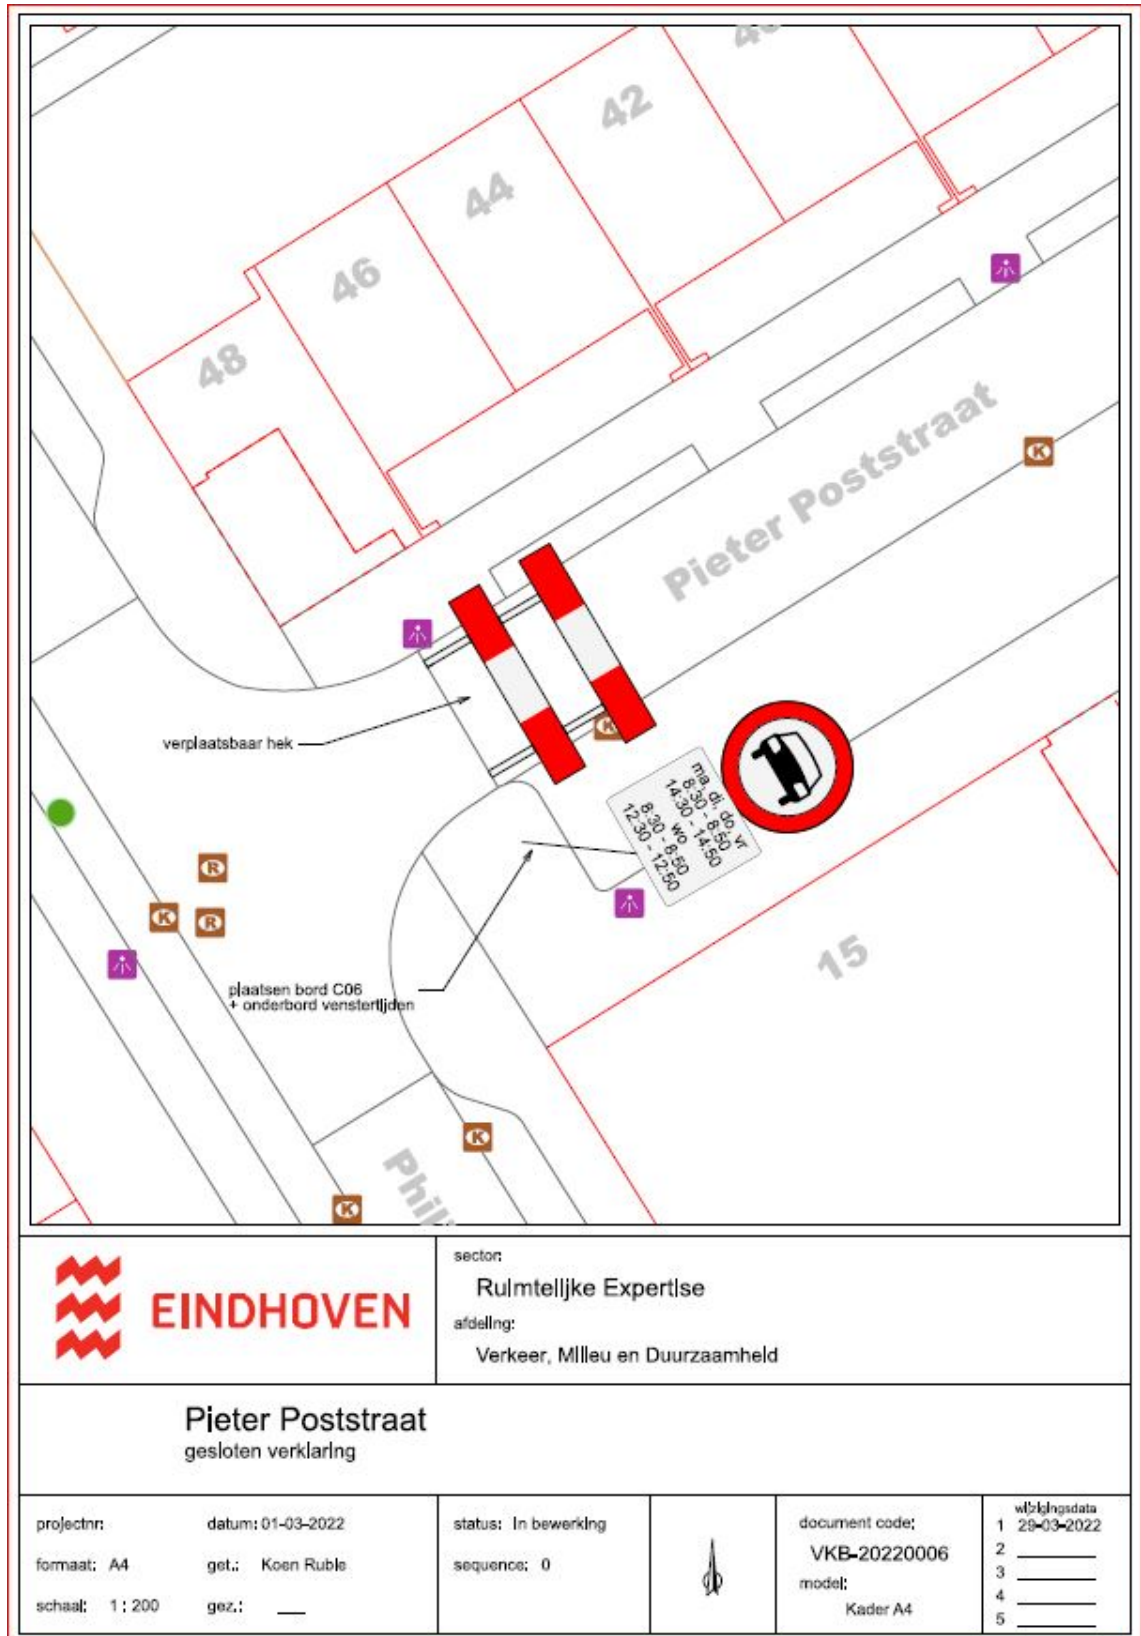 42
44
46
48
Pieter Poststraat
verplaatsbaar hek
ma, di, do, vr
8:30 - 8:50
14:30 - 14:50
wo
8:30 - 8:50
12:30 - 12:50
K
K
R
K
R
15
plaatsen bord C06
+ onderbord venstertijden
K
K
EINDHOVEN
sector:
Ruimtelijke Expertise
afdeling:
Verkeer, Milieu en Duurzaamheid
Pieter Poststraat
gesloten verklaring
projectnr:
datum: 01-03-2022
formaat: A4
get.: Koen Ruble
schaal: 1 : 200
gez.:
status: In bewerking
sequence: 0
document code:
VKB-20220006
model:
Kader A4
wijzigingsdata
1 29-03-2022
2
3
4
5